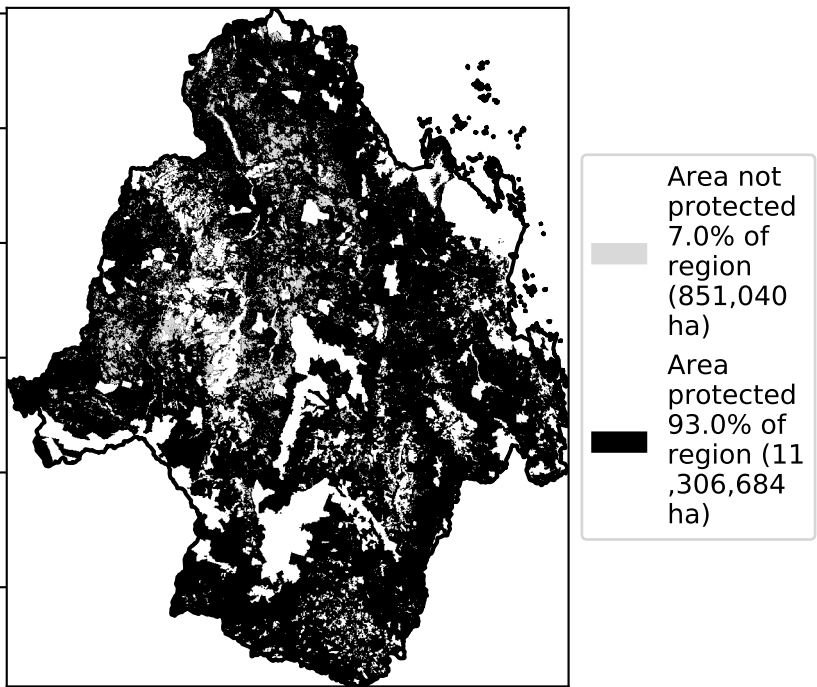 Area not
protected
7.0% of
region
(851,040
ha)
Area
protected
93.0% of
region (11
,306,684
ha)